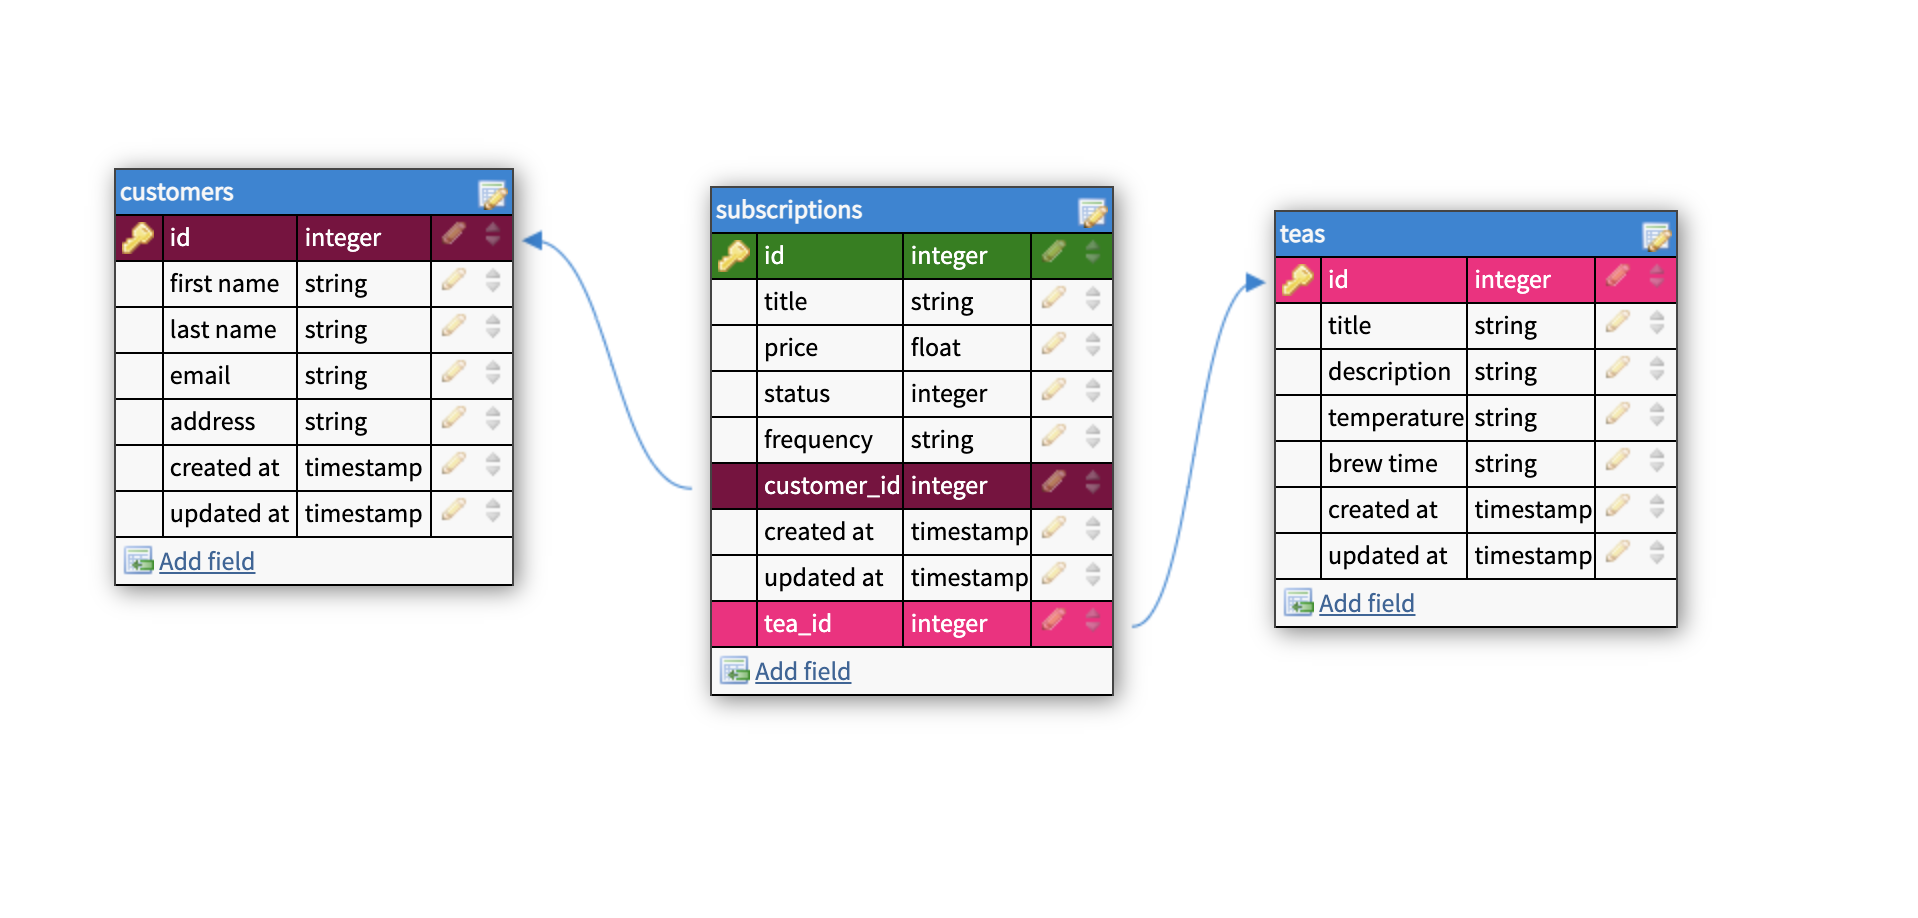 customers
id integer
first name string
last name string
email string
address string
created at timestamp
updated at timestamp
Add field
subscriptions
id integer
title string
price float
status integer
frequency string
customer_id integer
created at timestamp
updated at timestamp
tea_id integer
Add field
teas
id integer
title string
description string
temperature string
brew time string
created at timestamp
updated at timestamp
Add field